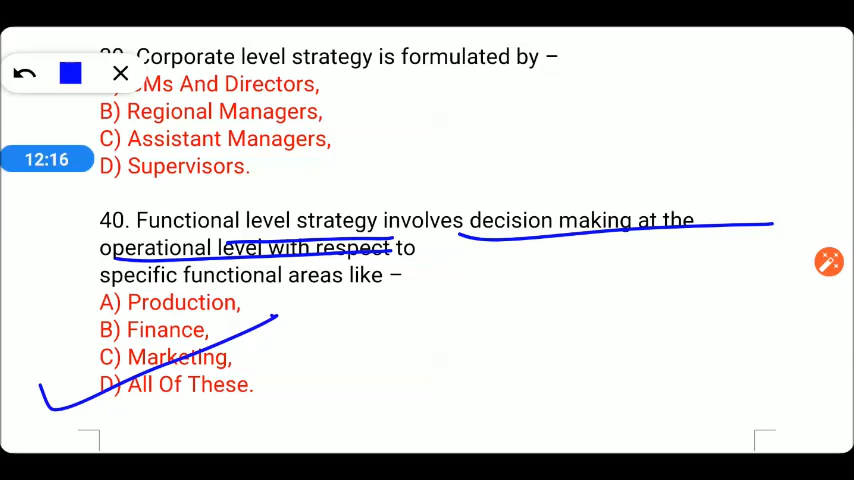 Corporate level strategy is formulated by –
And Directors,
B) Regional Managers,
C) Assistant Managers,
12:16
D) Supervisors.
40. Functional level strategy involves decision making at the
operational level with respect to
specific functional areas like –
A) Production,
B) Finance,
C) Marketing,
D) All Of These.